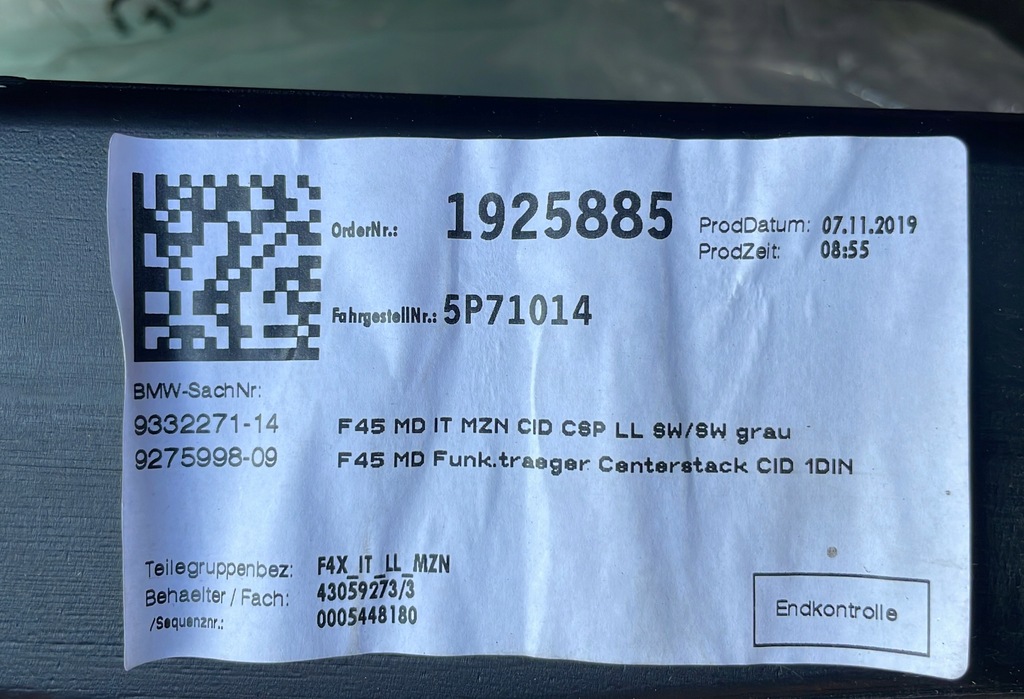 OrderNr.: 1925885 ProdDatum: 07.11.2019
ProdZeit: 08:55
FahrgestellNr.: 5P71014
BMW-SachNr:
9332271-14 F45 MD IT MZN CID CSP LL SW/SW grau
9275998-09 F45 MD Funk.traeger Centerstack CID 1DIN
Teilegruppenbez: F4X_IT_LL_MZN
Behaelter / Fach: 43059273/3
/Sequenznr.: 0005448180
Endkontrolle